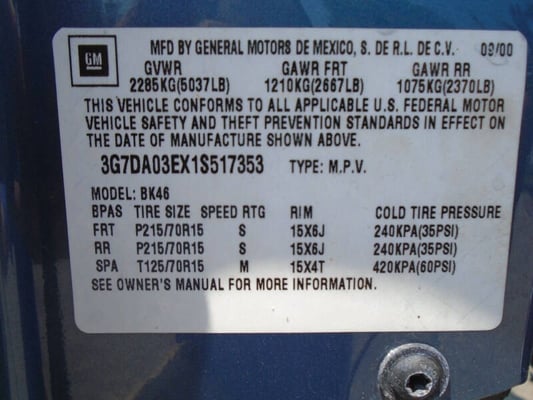 GM
MFD BY GENERAL MOTORS DE MEXICO, S. DE R.L. DE C.V. 09/00
GVWR GAWR FRT GAWR RR
2285KG(5037LB) 1210KG(2667LB) 1075KG(2370LB)
THIS VEHICLE CONFORMS TO ALL APPLICABLE U.S. FEDERAL MOTOR
VEHICLE SAFETY AND THEFT PREVENTION STANDARDS IN EFFECT ON
THE DATE OF MANUFACTURE SHOWN ABOVE.
3G7DA03EX1S517353 TYPE: M.P.V.
MODEL: BK46
BPAS TIRE SIZE SPEED RTG RIM COLD TIRE PRESSURE
FRT P215/70R15 S 15X6J 240KPA(35PSI)
RR P215/70R15 S 15X6J 240KPA(35PSI)
SPA T125/70R15 M 15X4T 420KPA(60PSI)
SEE OWNER'S MANUAL FOR MORE INFORMATION.